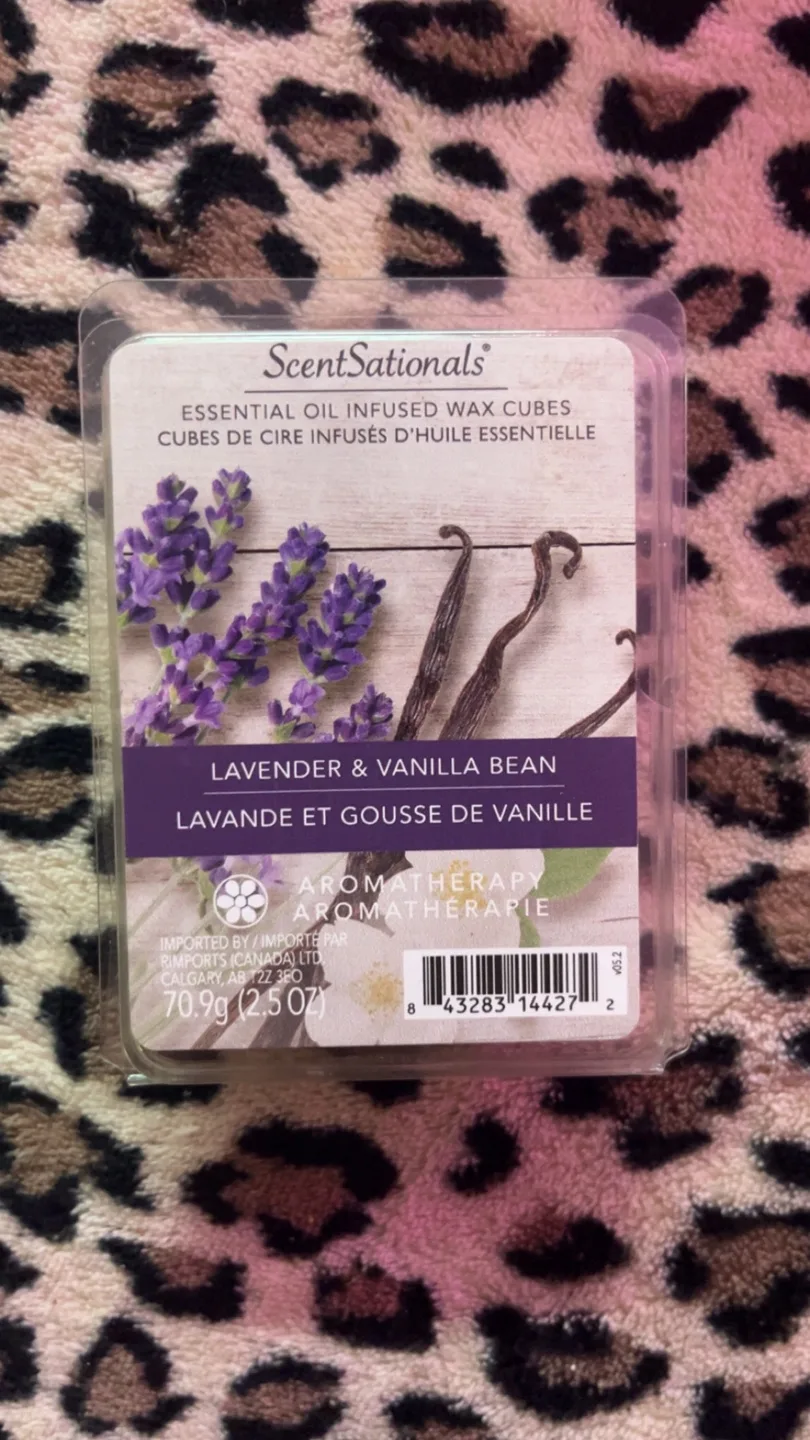 ScentSationals®
ESSENTIAL OIL INFUSED WAX CUBES
CUBES DE CIRE INFUSÉS D'HUILE ESSENTIELLE
LAVENDER & VANILLA BEAN
LAVANDE ET GOUSSE DE VANILLE
AROMATHERAPY
AROMATHÉRAPIE
IMPORTED BY / IMPORTÉ PAR
RIMPORTS (CANADA) LTD.
CALGARY, AB T2Z 3E0
70.9g (2.5 OZ)
8 43283 14427 2
v05.2